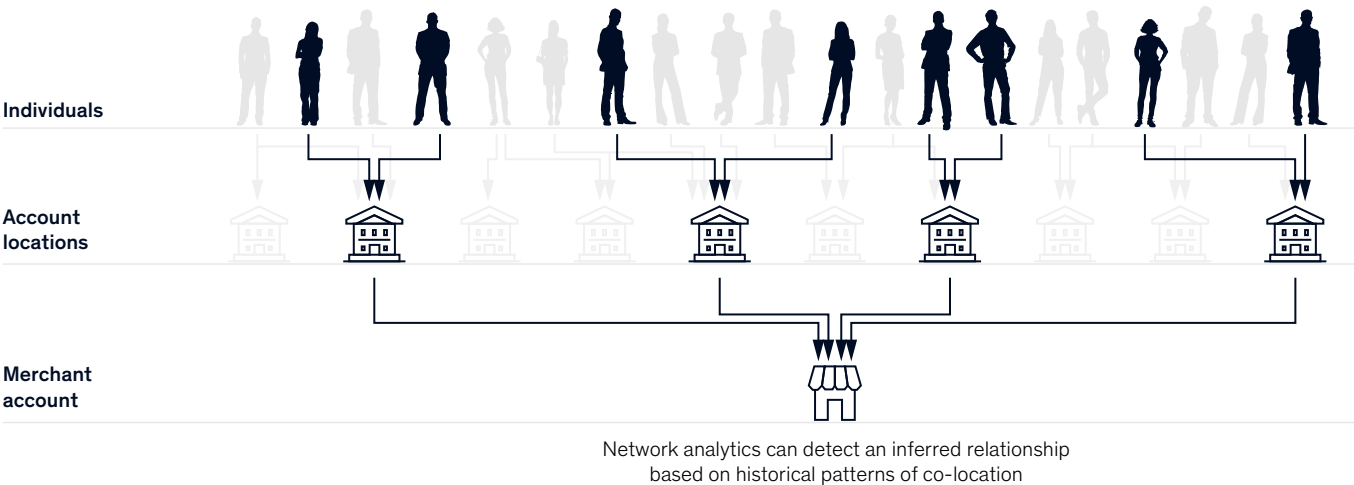 Individuals
Account
locations
Merchant
account
Network analytics can detect an inferred relationship
based on historical patterns of co-location